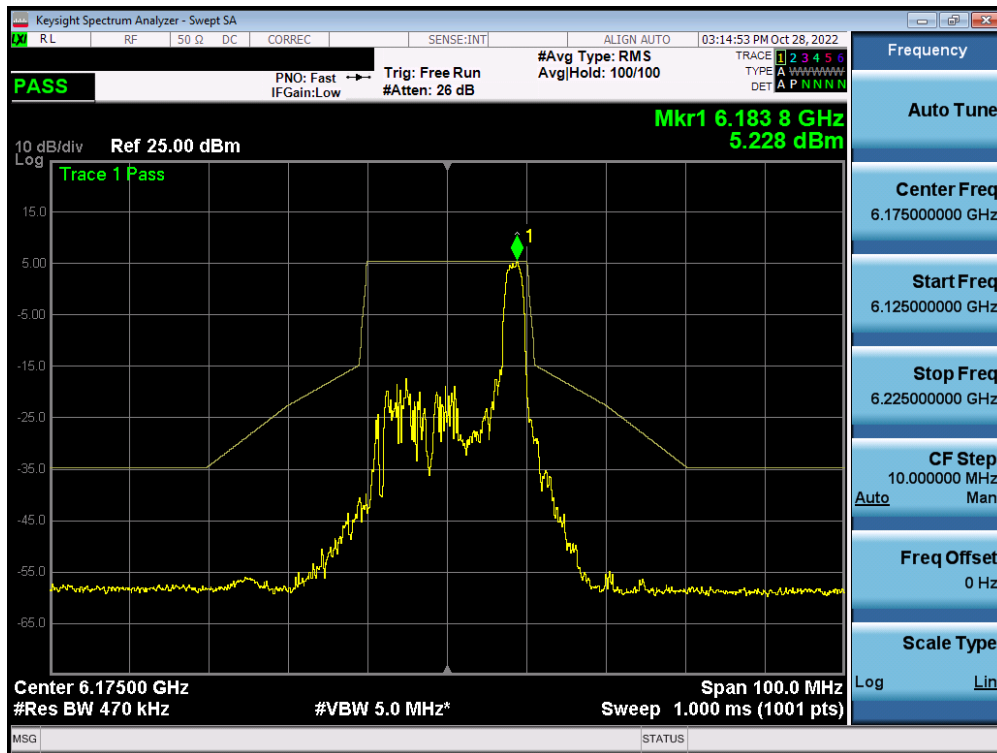 Keysight Spectrum Analyzer - Swept SA
LXI RL RF 50 Ω DC CORREC SENSE:INT ALIGN AUTO 03:14:53 PM Oct 28, 2022
PASS
PNO: Fast
IFGain:Low
Trig: Free Run
#Atten: 26 dB
#Avg Type: RMS
Avg|Hold: 100/100
TRACE 1 2 3 4 5 6
TYPE A WWWWW
DET A P N N N N
Mkr1 6.183 8 GHz
5.228 dBm
10 dB/div Ref 25.00 dBm
Log
Trace 1 Pass
1
15.0
5.00
-5.00
-15.0
-25.0
-35.0
-45.0
-55.0
-65.0
Center 6.17500 GHz Span 100.0 MHz
#Res BW 470 kHz #VBW 5.0 MHz* Sweep 1.000 ms (1001 pts)
MSG STATUS
Frequency
Auto Tune
Center Freq
6.175000000 GHz
Start Freq
6.125000000 GHz
Stop Freq
6.225000000 GHz
CF Step
10.000000 MHz
Auto Man
Freq Offset
0 Hz
Scale Type
Log Lin